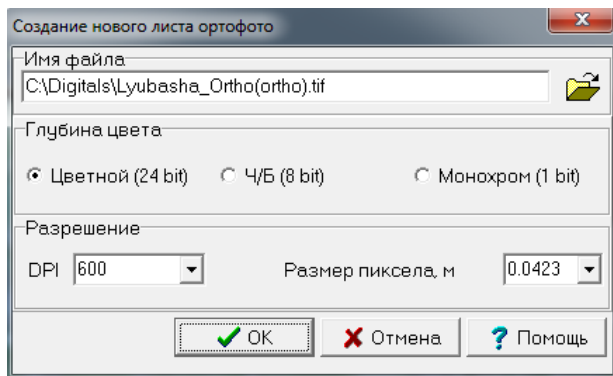 Создание нового листа ортофото
Имя файла
C:\Digitals\Lyubasha_Ortho(ortho).tif
Глубина цвета
Цветной (24 bit) Ч/Б (8 bit) Монохром (1 bit)
Разрешение
DPI 600 Размер пиксела, м 0.0423
OK Отмена ? Помощь